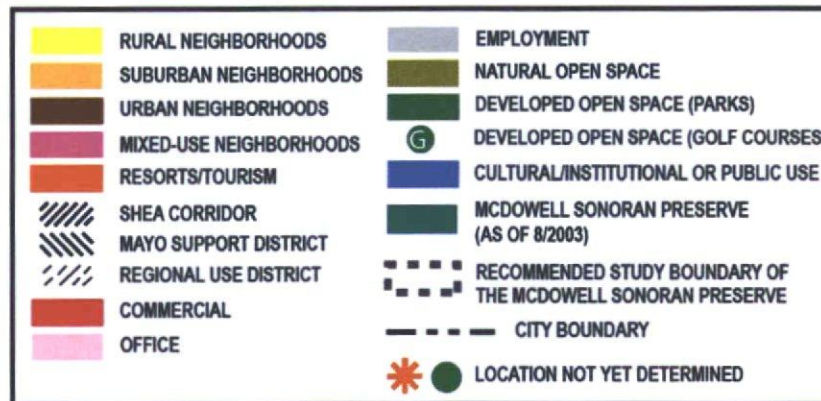 RURAL NEIGHBORHOODS
SUBURBAN NEIGHBORHOODS
URBAN NEIGHBORHOODS
MIXED-USE NEIGHBORHOODS
RESORTS/TOURISM
SHEA CORRIDOR
MAYO SUPPORT DISTRICT
REGIONAL USE DISTRICT
COMMERCIAL
OFFICE
EMPLOYMENT
NATURAL OPEN SPACE
DEVELOPED OPEN SPACE (PARKS)
G DEVELOPED OPEN SPACE (GOLF COURSES
CULTURAL/INSTITUTIONAL OR PUBLIC USE
MCDOWELL SONORAN PRESERVE
(AS OF 8/2003)
RECOMMENDED STUDY BOUNDARY OF
THE MCDOWELL SONORAN PRESERVE
CITY BOUNDARY
LOCATION NOT YET DETERMINED